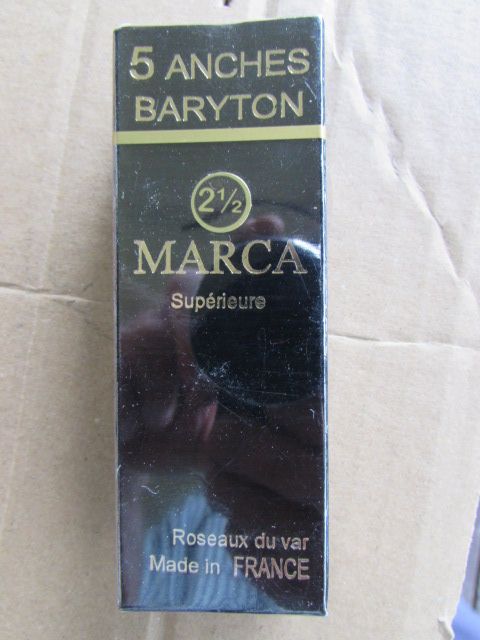 5 ANCHES
BARYTON
2½
MARCA
Supérieure
Roseaux du var
Made in FRANCE